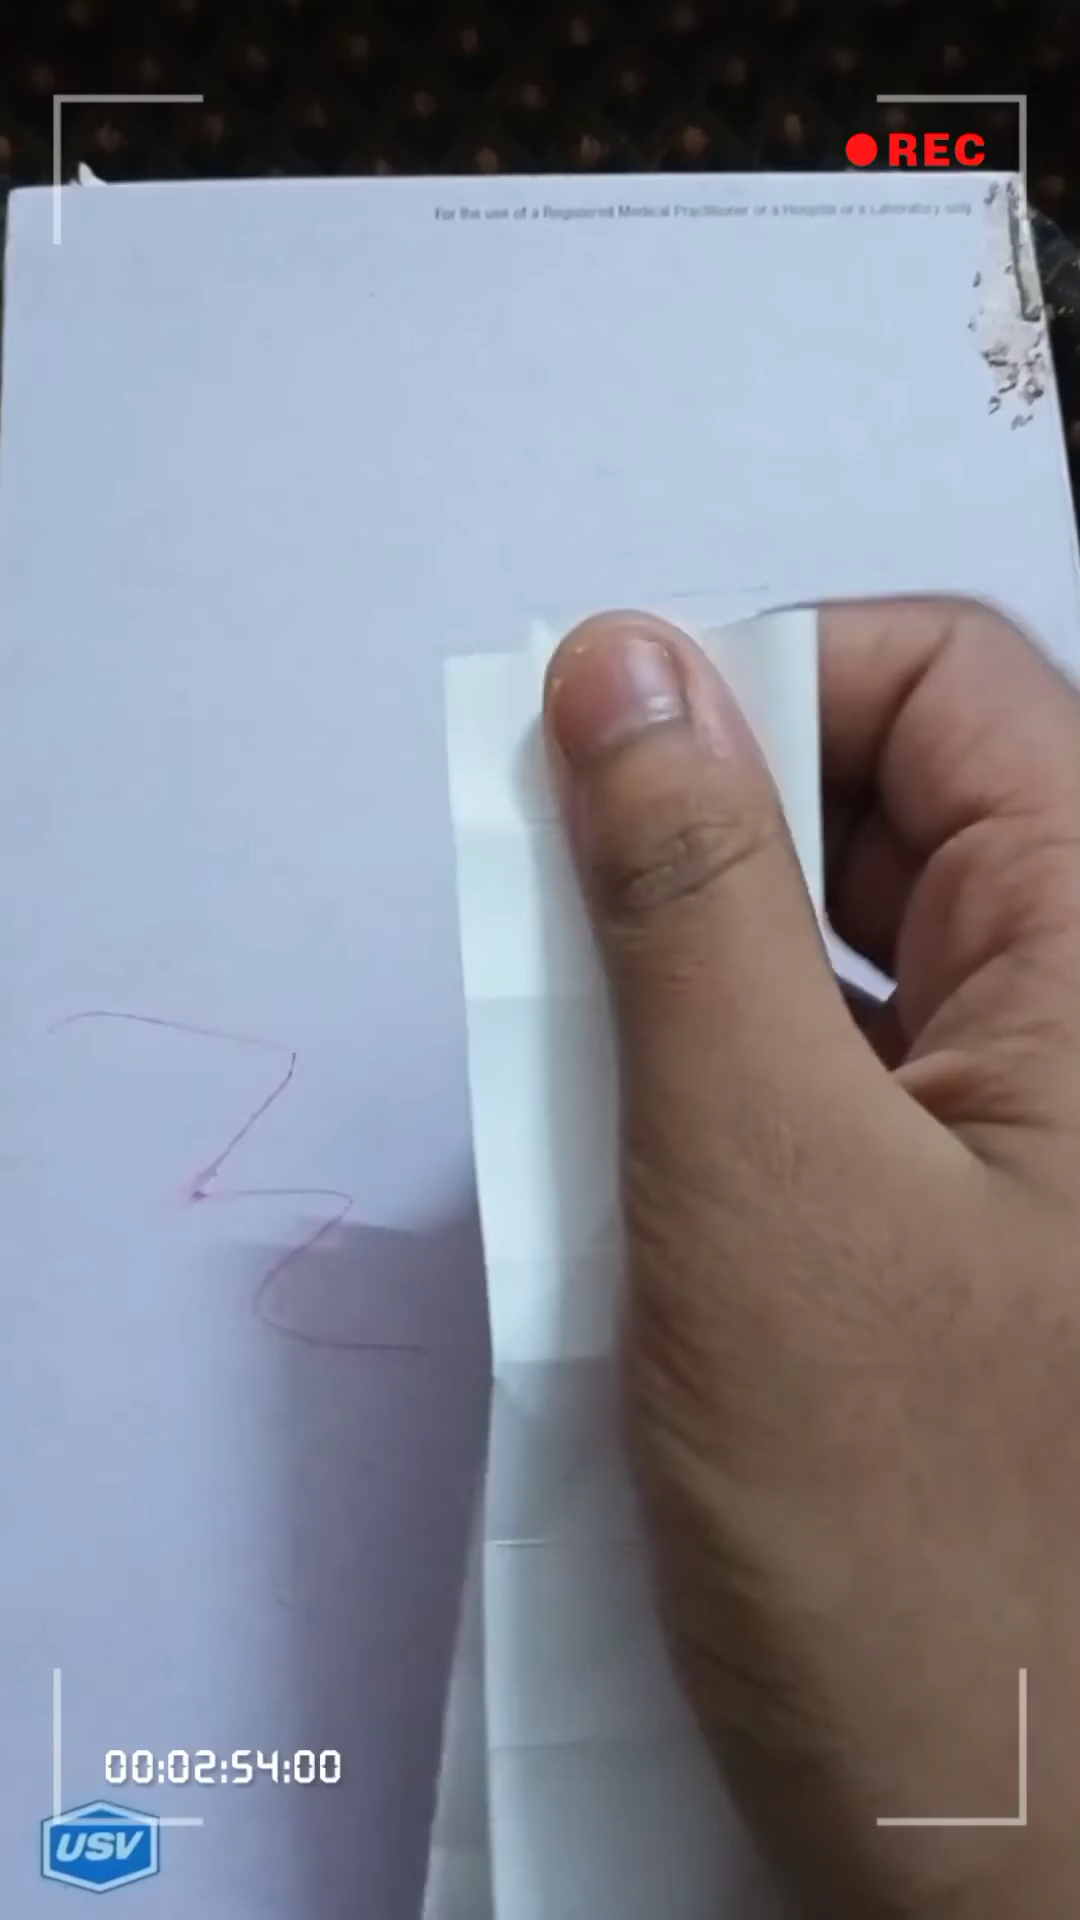 REC
For the use of a Registered Medical Practitioner or a Hospital or a Laboratory only
00:02:54:00
USV